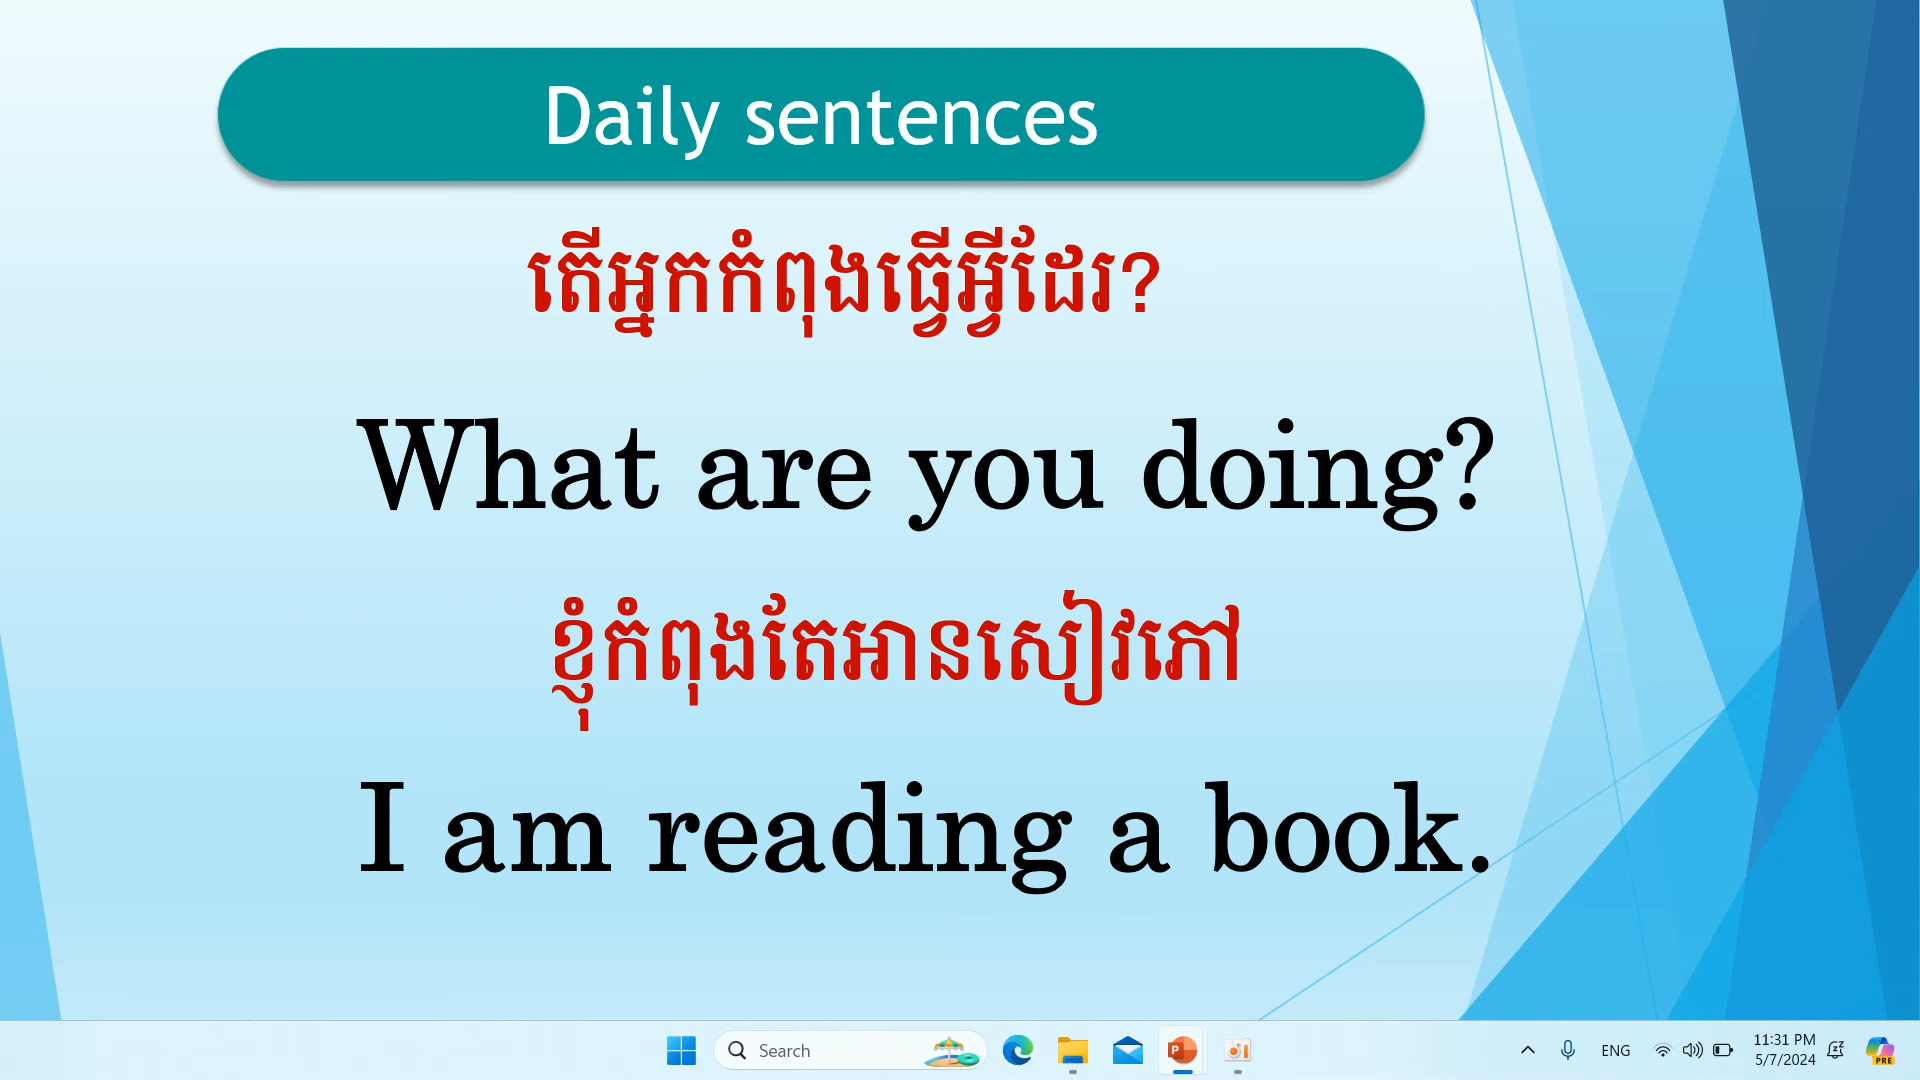 Daily sentences
តើអ្នកកំពុងធ្វើអ្វីដែរ?
What are you doing?
ខ្ញុំកំពុងតែអានសៀវភៅ
I am reading a book.
Search
ENG
11:31 PM
5/7/2024
PRE